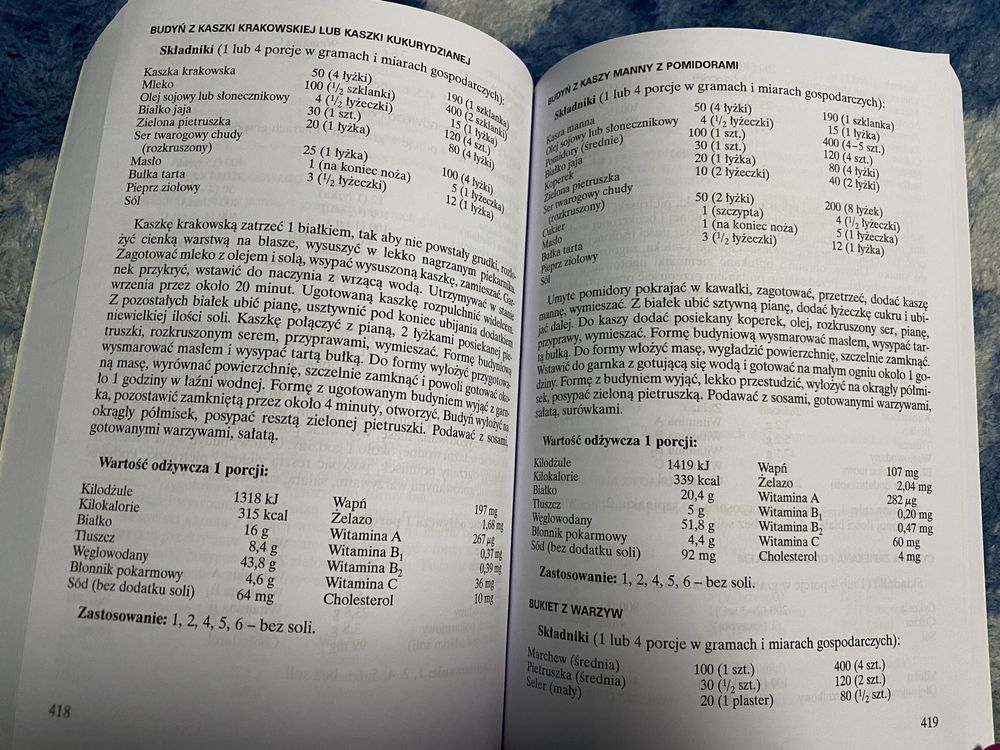 BUDYŃ Z KASZKI KRAKOWSKIEJ LUB KASZKI KUKURYDZIANEJ
Składniki (1 lub 4 porcje w gramach i miarach gospodarczych):
Kaszka krakowska 50 (4 łyżki) 190 (1 szklanka)
Mleko 100 (1/2 szklanki) 400 (2 szklanki)
Olej sojowy lub słonecznikowy 4 (1/2 łyżeczki) 15 (1 łyżka)
Białko jaja 30 (1 szt.) 120 (4 szt.)
Zielona pietruszka 20 (1 łyżka) 80 (4 łyżki)
Ser twarogowy chudy
(rozkruszony) 25 (1 łyżka) 100 (4 łyżki)
Masło 1 (na koniec noża) 5 (1 łyżeczka)
Bułka tarta 3 (1/2 łyżeczki) 12 (1 łyżka)
Pieprz ziołowy
Sól
Kaszkę krakowską zatrzeć 1 białkiem, tak aby nie powstały grudki, rozło-
żyć cienką warstwą na blasze, wysuszyć w lekko nagrzanym piekarniku.
Zagotować mleko z olejem i solą, wsypać wysuszoną kaszkę, zamieszać. Gar-
nek przykryć, wstawić do naczynia z wrzącą wodą. Utrzymywać w stanie
wrzenia przez około 20 minut. Ugotowaną kaszkę rozpulchnić widelcem.
Z pozostałych białek ubić pianę, usztywnić pod koniec ubijania dodatkiem
niewielkiej ilości soli. Kaszkę połączyć z pianą, 2 łyżkami posiekanej pie-
truszki, rozkruszonym serem, przyprawami, wymieszać. Formę budyniową
wysmarować masłem i wysypać tartą bułką. Do formy wyłożyć przygotowa-
ną masę, wyrównać powierzchnię, szczelnie zamknąć i powoli gotować oko-
ło 1 godziny w łaźni wodnej. Formę z ugotowanym budyniem wyjąć z garn-
ka, pozostawić zamkniętą przez około 4 minuty, otworzyć. Budyń wyłożyć na
okrągły półmisek, posypać resztą zielonej pietruszki. Podawać z sosami,
gotowanymi warzywami, sałatą.
Wartość odżywcza 1 porcji:
Kilodżule 1318 kJ Wapń 197 mg
Kilokalorie 315 kcal Żelazo 1,68 mg
Białko 16 g Witamina A 267 µg
Tłuszcz 8,4 g Witamina B1 0,37 mg
Węglowodany 43,8 g Witamina B2 0,39 mg
Błonnik pokarmowy 4,6 g Witamina C 36 mg
Sód (bez dodatku soli) 64 mg Cholesterol 10 mg
Zastosowanie: 1, 2, 4, 5, 6 – bez soli.
418
BUDYŃ Z KASZY MANNY Z POMIDORAMI
Składniki (1 lub 4 porcje w gramach i miarach gospodarczych):
Kasza manna 50 (4 łyżki) 190 (1 szklanka)
Olej sojowy lub słonecznikowy 4 (1/2 łyżeczki) 15 (1 łyżka)
Pomidory (średnie) 100 (1 szt.) 400 (4–5 szt.)
Białko jaja 30 (1 szt.) 120 (4 szt.)
Koperek 20 (1 łyżka) 80 (4 łyżki)
Zielona pietruszka 10 (2 łyżeczki) 40 (2 łyżki)
Ser twarogowy chudy
(rozkruszony) 50 (2 łyżki) 200 (8 łyżek)
Cukier 1 (szczypta) 4 (1/2 łyżeczki)
Masło 1 (na koniec noża) 5 (1 łyżeczka)
Bułka tarta 3 (1/2 łyżeczki) 12 (1 łyżka)
Pieprz ziołowy
Sól
Umyte pomidory pokrajać w kawałki, zagotować, przetrzeć, dodać kaszę
mannę, wymieszać. Z białek ubić sztywną pianę, dodać łyżeczkę cukru i ubi-
jać dalej. Do kaszy dodać posiekany koperek, olej, rozkruszony ser, pianę,
przyprawy, wymieszać. Formę budyniową wysmarować masłem, wysypać tar-
tą bułką. Do formy włożyć masę, wygładzić powierzchnię, szczelnie zamknąć.
Wstawić do garnka z gotującą się wodą i gotować na małym ogniu około 1 go-
dziny. Formę z budyniem wyjąć, lekko przestudzić, wyłożyć na okrągły półmi-
sek, posypać zieloną pietruszką. Podawać z sosami, gotowanymi warzywami,
sałatą, surówkami.
Wartość odżywcza 1 porcji:
Kilodżule 1419 kJ Wapń 107 mg
Kilokalorie 339 kcal Żelazo 2,04 mg
Białko 20,4 g Witamina A 282 µg
Tłuszcz 5 g Witamina B1 0,20 mg
Węglowodany 51,8 g Witamina B2 0,47 mg
Błonnik pokarmowy 4,4 g Witamina C 60 mg
Sód (bez dodatku soli) 92 mg Cholesterol 4 mg
Zastosowanie: 1, 2, 4, 5, 6 – bez soli.
BUKIET Z WARZYW
Składniki (1 lub 4 porcje w gramach i miarach gospodarczych):
Marchew (średnia) 100 (1 szt.) 400 (4 szt.)
Pietruszka (średnia) 30 (1/2 szt.) 120 (2 szt.)
Seler (mały) 20 (1 plaster) 80 (1/2 szt.)
419